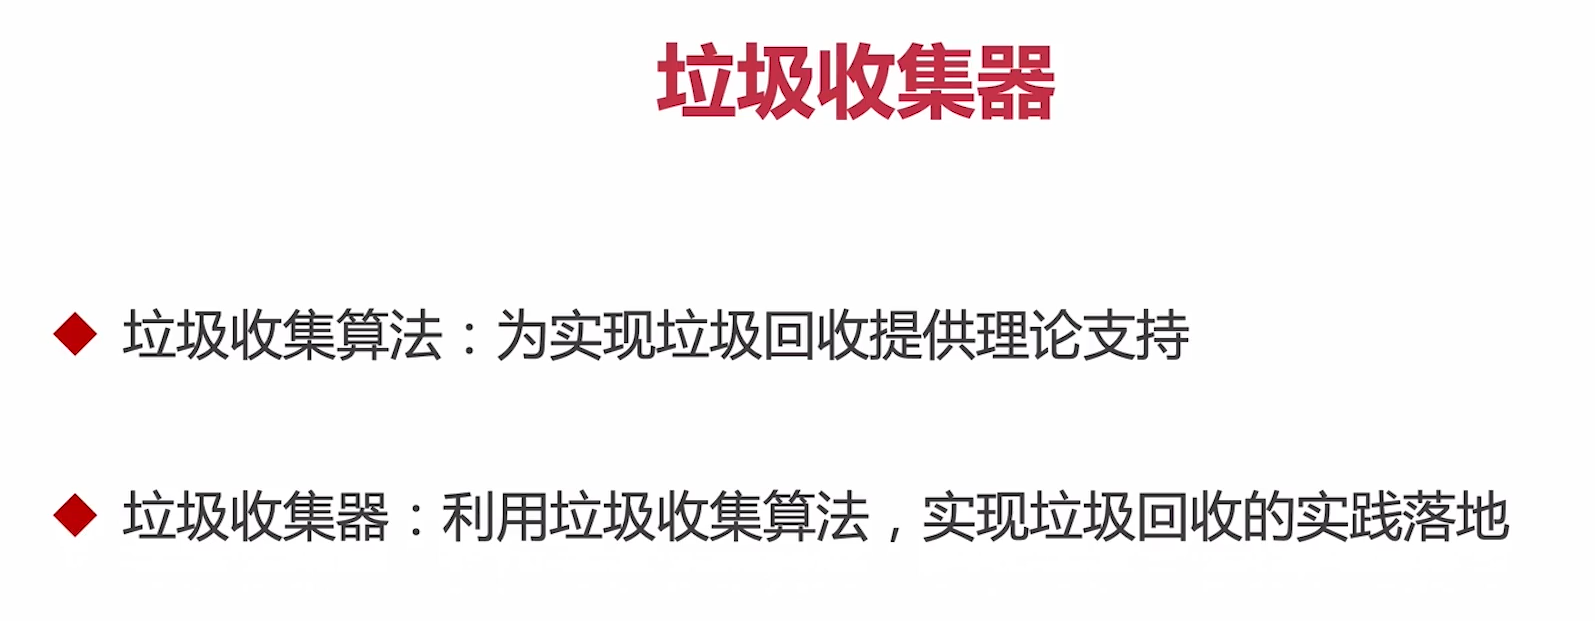 垃圾收集器
垃圾收集算法：为实现垃圾回收提供理论支持
垃圾收集器：利用垃圾收集算法，实现垃圾回收的实践落地